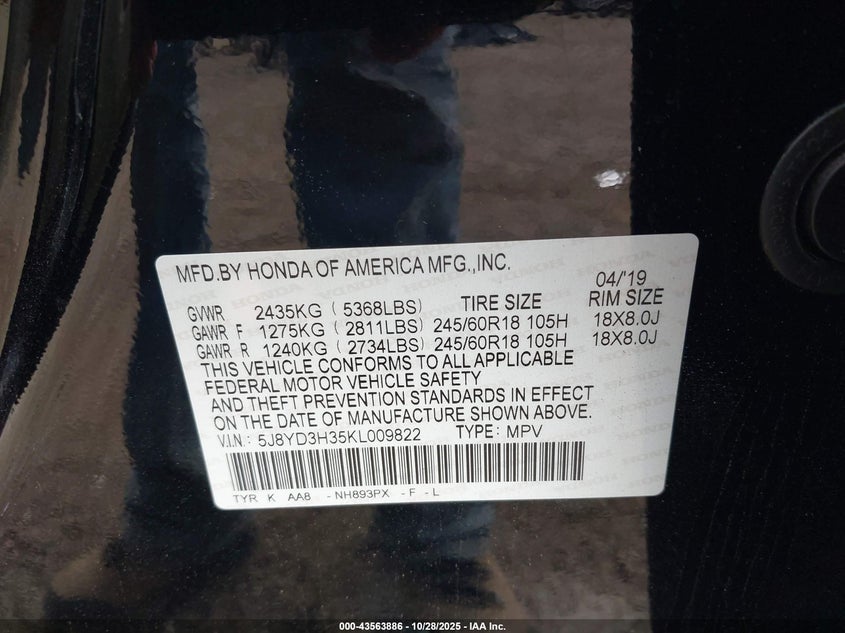 MFD.BY HONDA OF AMERICA MFG.,INC.
04/'19
GVWR 2435KG ( 5368LBS) TIRE SIZE RIM SIZE
GAWR F 1275KG ( 2811LBS) 245/60R18 105H 18X8.0J
GAWR R 1240KG ( 2734LBS) 245/60R18 105H 18X8.0J
THIS VEHICLE CONFORMS TO ALL APPLICABLE
FEDERAL MOTOR VEHICLE SAFETY
AND THEFT PREVENTION STANDARDS IN EFFECT
ON THE DATE OF MANUFACTURE SHOWN ABOVE.
V.I.N : 5J8YD3H35KL009822 TYPE: MPV
TYR K AA8 -NH893PX -F -L
000-43563886 - 10/28/2025 - IAA Inc.